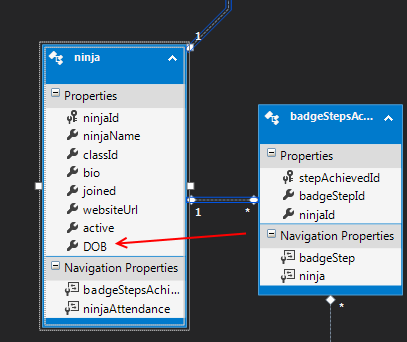 1
ninja
Properties
ninjaId
ninjaName
classId
bio
joined
websiteUrl
active
DOB
Navigation Properties
badgeStepsAchi...
ninjaAttendance
1
*
badgeStepsAc...
Properties
stepAchievedId
badgeStepId
ninjaId
Navigation Properties
badgeStep
ninja
*